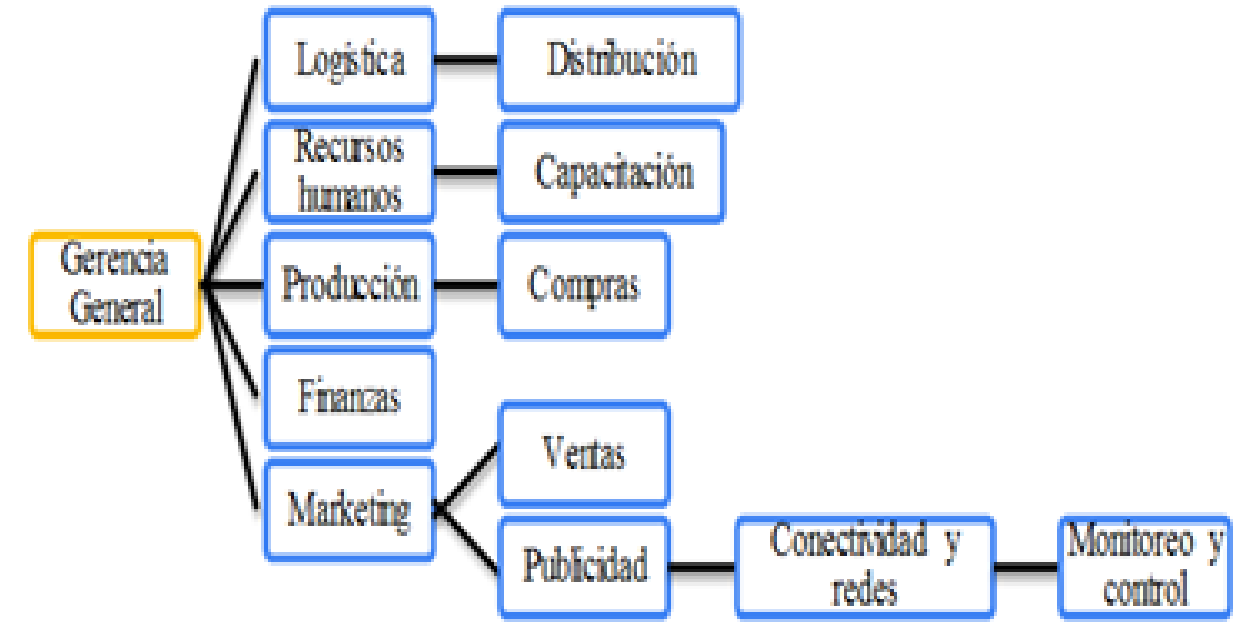 Logística
Distribución
Recursos
humanos
Capacitación
Gerencia
General
Producción
Compras
Finanzas
Ventas
Marketing
Publicidad
Conectividad y
redes
Monitoreo y
control